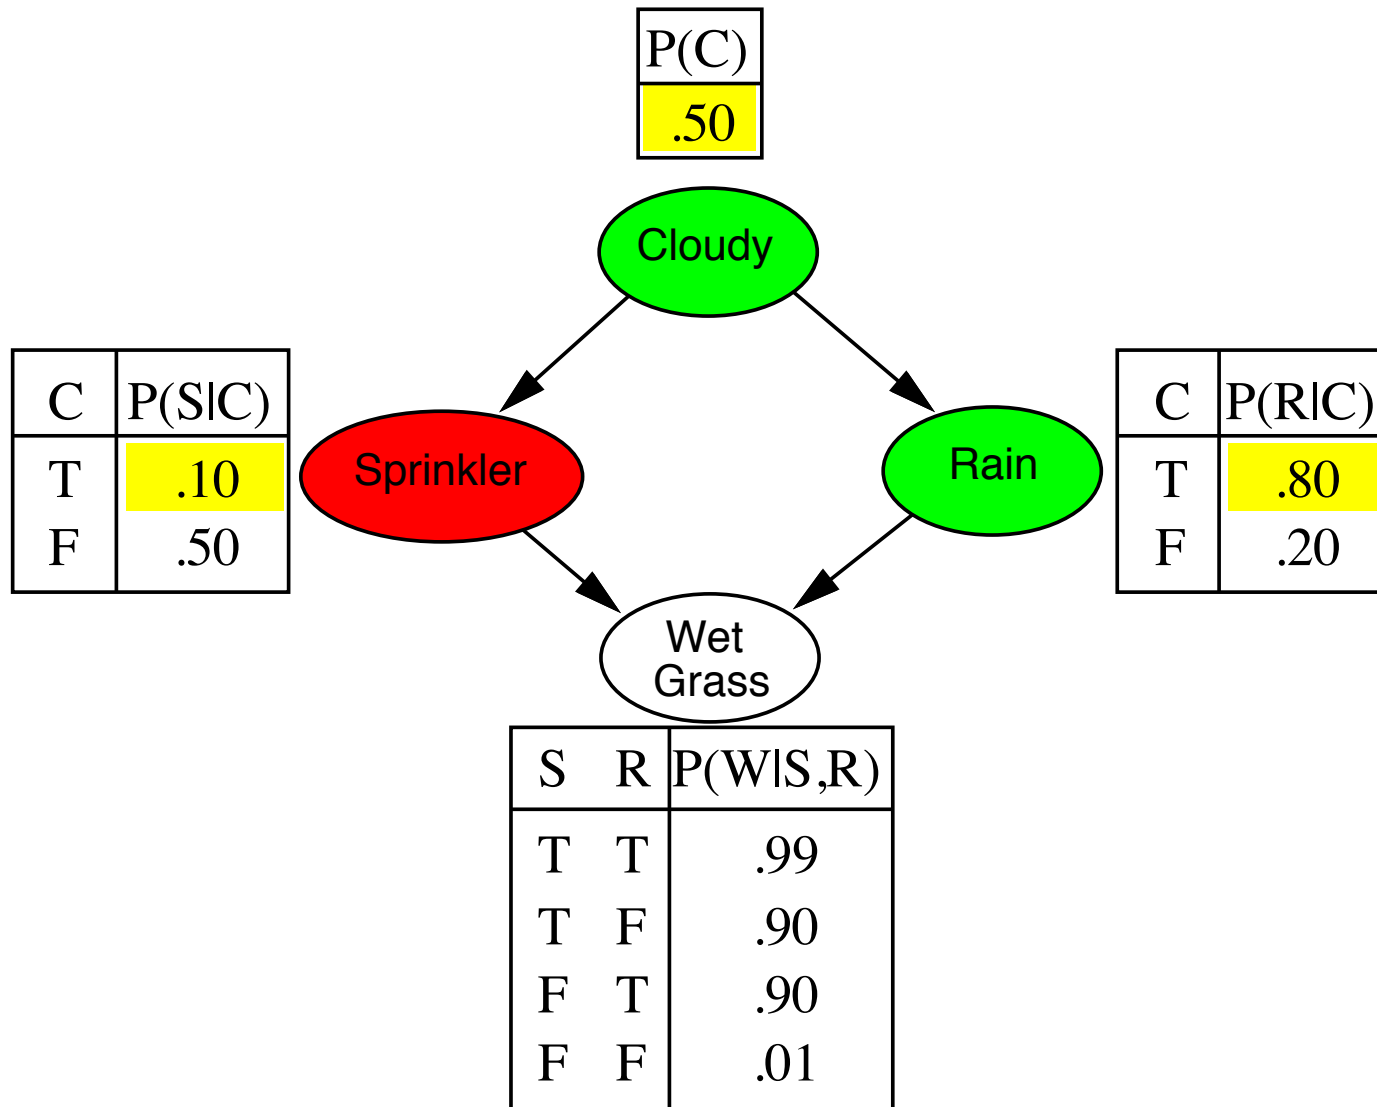 P(C)
.50
Cloudy
C P(S|C)
T .10
F .50
Sprinkler
Rain
C P(R|C)
T .80
F .20
Wet
Grass
S R P(W|S,R)
T T .99
T F .90
F T .90
F F .01